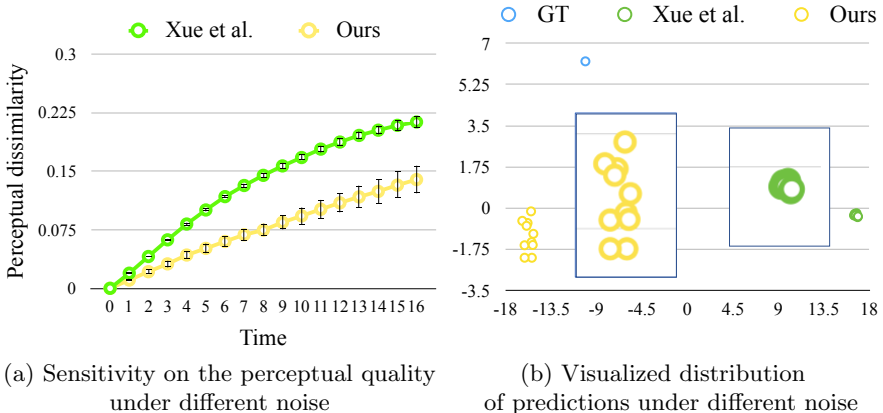 Xue et al. Ours
0.3
0.225
0.15
0.075
0
Perceptual dissimilarity
0 1 2 3 4 5 6 7 8 9 10 11 12 13 14 15 16
Time
(a) Sensitivity on the perceptual quality
under different noise
GT Xue et al. Ours
7
5.25
3.5
1.75
0
-1.75
-3.5
-18 -13.5 -9 -4.5 0 4.5 9 13.5 18
(b) Visualized distribution
of predictions under different noise